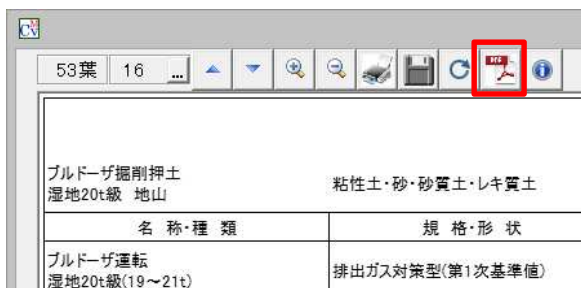 CV
53葉 16 ...
PDF
ブルドーザ掘削押土
湿地20t級 地山
粘性土・砂・砂質土・レキ質土
名 称・種 類
規 格・形 状
ブルドーザ運転
湿地20t級(19～21t)
排出ガス対策型(第1次基準値)